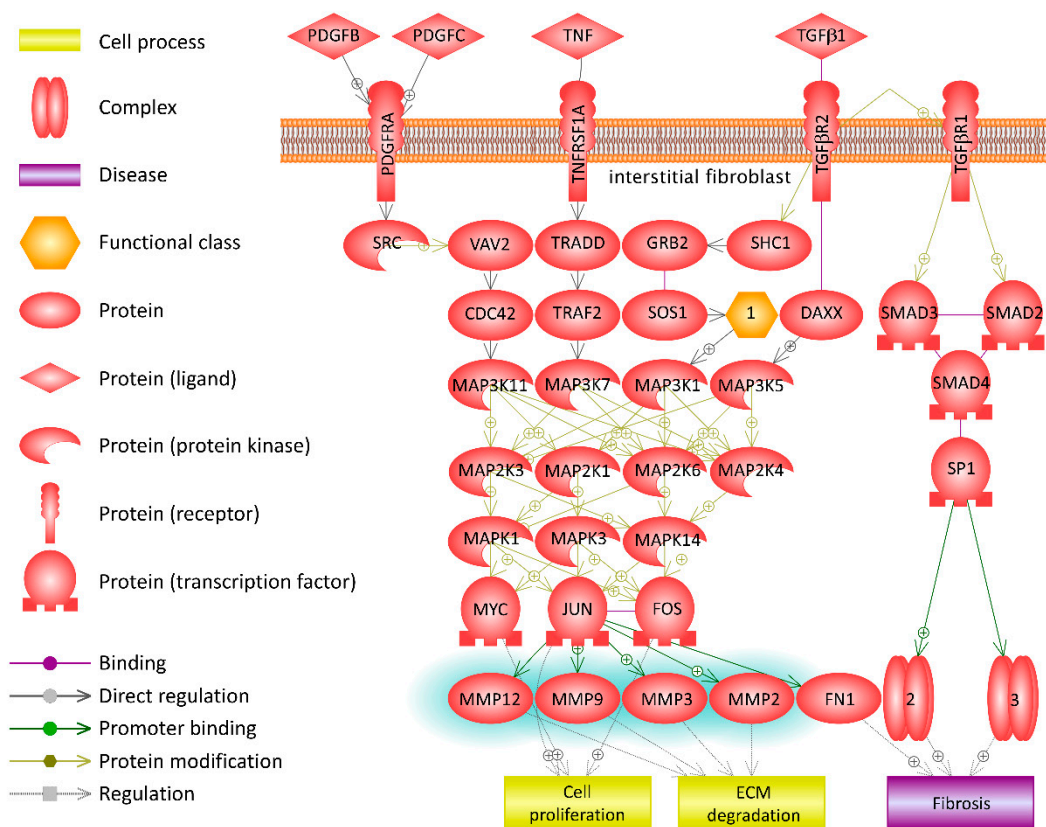 Cell process
Complex
Disease
Functional class
Protein
Protein (ligand)
Protein (protein kinase)
Protein (receptor)
Protein (transcription factor)
Binding
Direct regulation
Promoter binding
Protein modification
Regulation
PDGFB PDGFC TNF TGFβ1
PDGFRA TNFRSF1A TGFβR2 TGFβR1
interstitial fibroblast
SRC VAV2 TRADD GRB2 SHC1
CDC42 TRAF2 SOS1 1 DAXX SMAD3 SMAD2
MAP3K11 MAP3K7 MAP3K1 MAP3K5 SMAD4
MAP2K3 MAP2K1 MAP2K6 MAP2K4 SP1
MAPK1 MAPK3 MAPK14
MYC JUN FOS
MMP12 MMP9 MMP3 MMP2 FN1 2 3
Cell
proliferation
ECM
degradation
Fibrosis